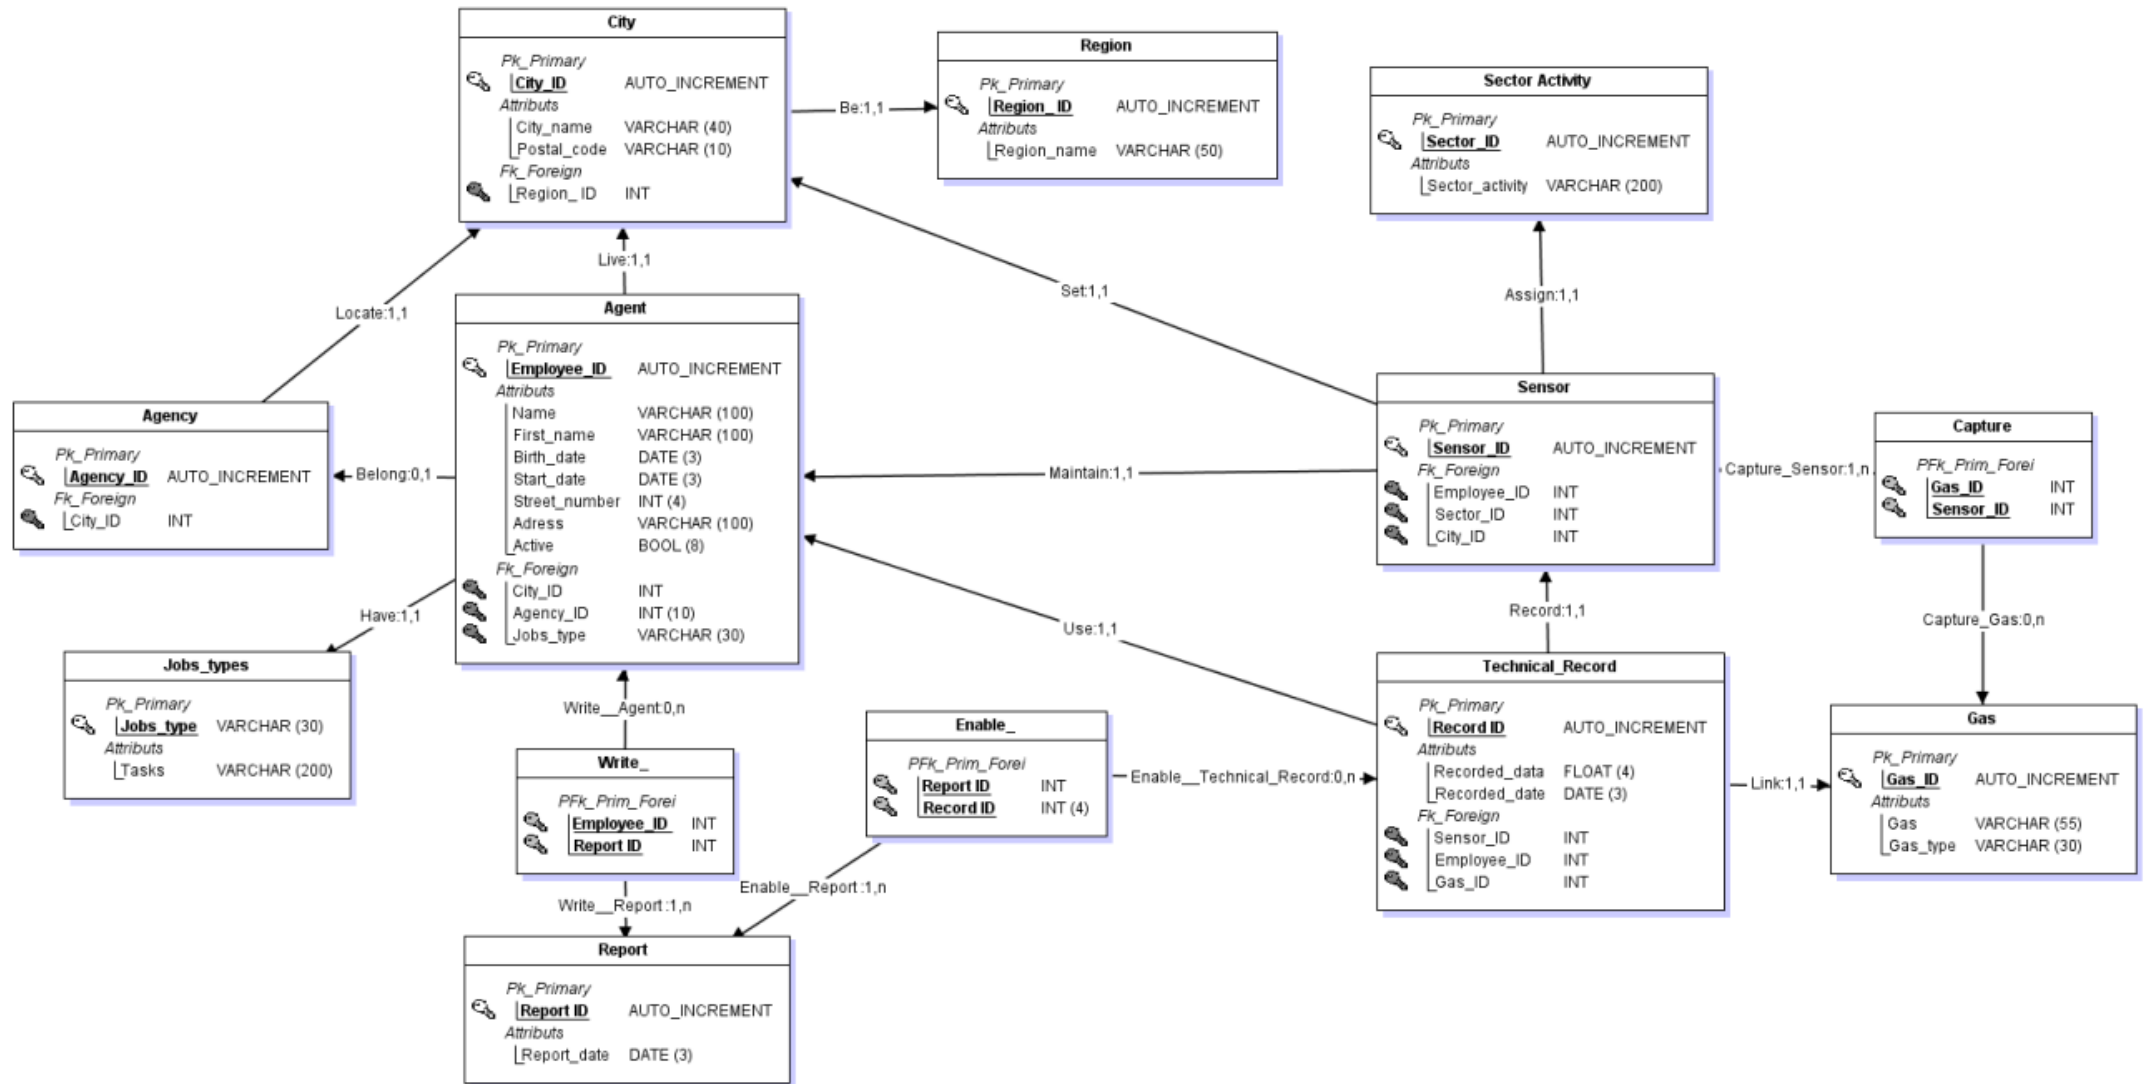 City
Pk_Primary
City_ID AUTO_INCREMENT
Attributs
City_name VARCHAR (40)
Postal_code VARCHAR (10)
Fk_Foreign
Region_ ID INT
Be:1,1
Region
Pk_Primary
Region_ ID AUTO_INCREMENT
Attributs
Region_name VARCHAR (50)
Sector Activity
Pk_Primary
Sector_ID AUTO_INCREMENT
Attributs
Sector_activity VARCHAR (200)
Locate:1,1
Live:1,1
Set:1,1
Assign:1,1
Agency
Pk_Primary
Agency_ID AUTO_INCREMENT
Fk_Foreign
City_ID INT
Belong:0,1
Agent
Pk_Primary
Employee_ID AUTO_INCREMENT
Attributs
Name VARCHAR (100)
First_name VARCHAR (100)
Birth_date DATE (3)
Start_date DATE (3)
Street_number INT (4)
Adress VARCHAR (100)
Active BOOL (8)
Fk_Foreign
City_ID INT
Agency_ID INT (10)
Jobs_type VARCHAR (30)
Maintain:1,1
Sensor
Pk_Primary
Sensor_ID AUTO_INCREMENT
Fk_Foreign
Employee_ID INT
Sector_ID INT
City_ID INT
Capture_Sensor:1,n
Capture
PFk_Prim_Forei
Gas_ID INT
Sensor_ID INT
Have:1,1
Use:1,1
Record:1,1
Capture_Gas:0,n
Jobs_types
Pk_Primary
Jobs_type VARCHAR (30)
Attributs
Tasks VARCHAR (200)
Write__Agent:0,n
Write_
PFk_Prim_Forei
Employee_ID INT
Report ID INT
Enable_
PFk_Prim_Forei
Report ID INT
Record ID INT (4)
Enable__Technical_Record:0,n
Technical_Record
Pk_Primary
Record ID AUTO_INCREMENT
Attributs
Recorded_data FLOAT (4)
Recorded_date DATE (3)
Fk_Foreign
Sensor_ID INT
Employee_ID INT
Gas_ID INT
Link:1,1
Gas
Pk_Primary
Gas_ID AUTO_INCREMENT
Attributs
Gas VARCHAR (55)
Gas_type VARCHAR (30)
Enable__Report:1,n
Write__Report:1,n
Report
Pk_Primary
Report ID AUTO_INCREMENT
Attributs
Report_date DATE (3)